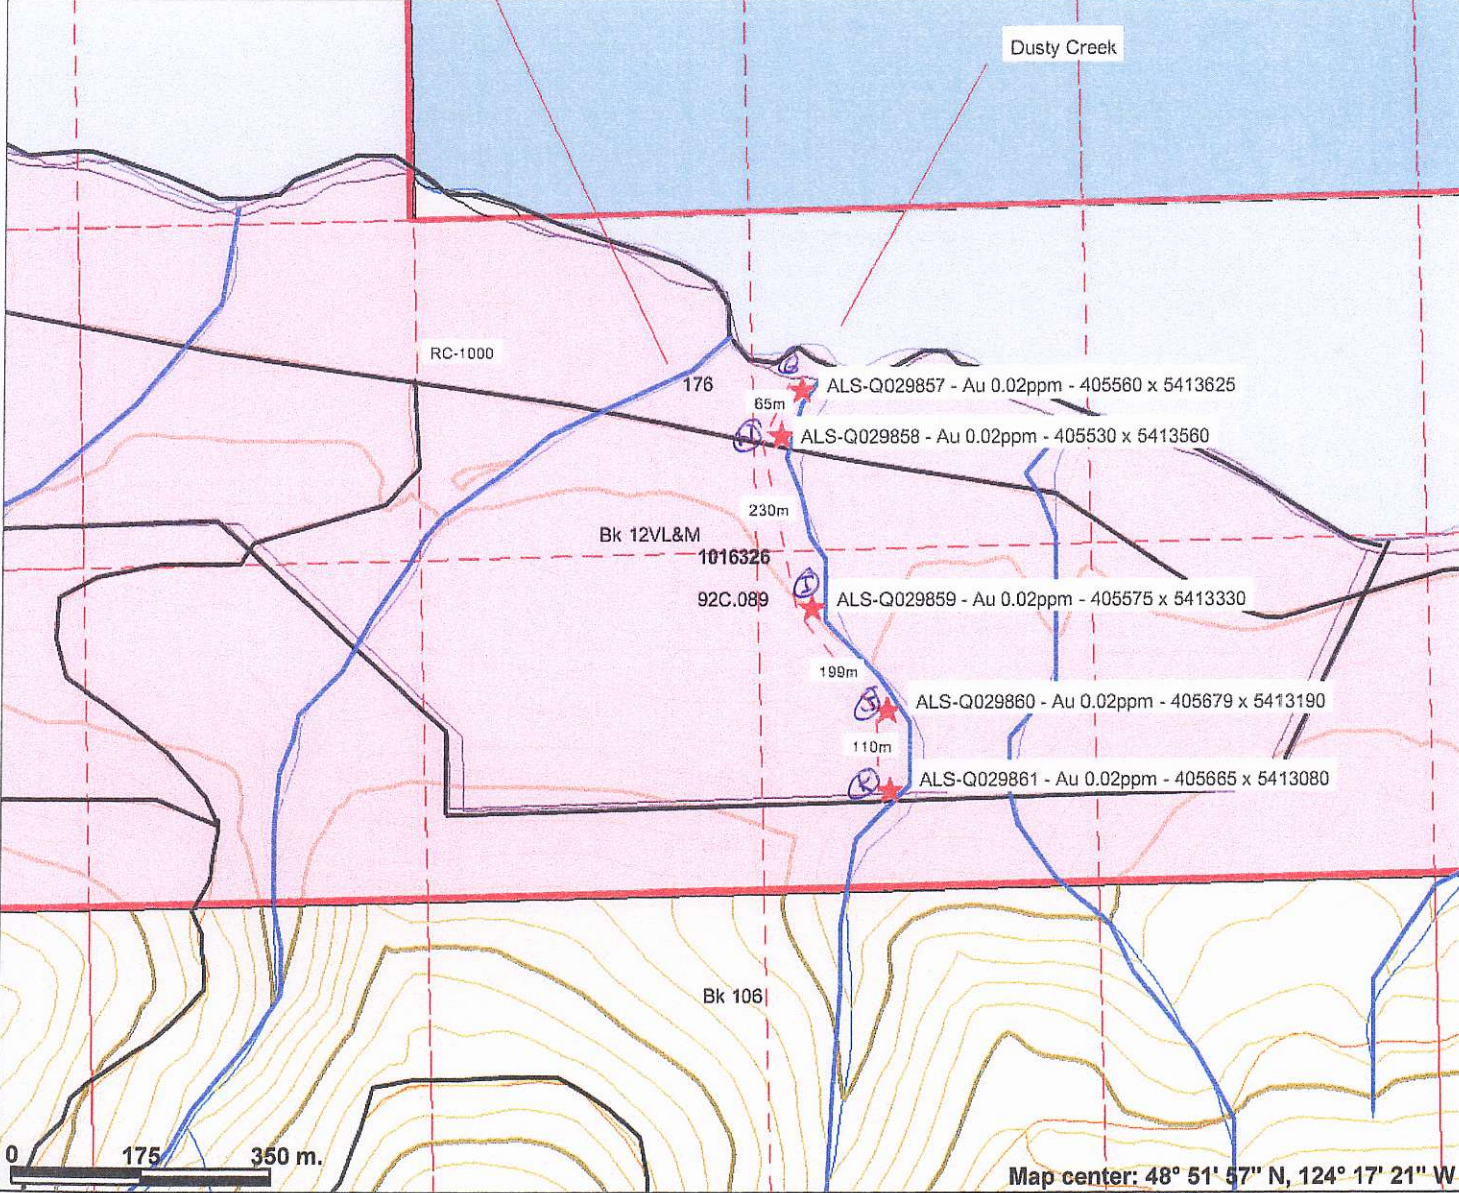 Dusty Creek
RC-1000
176
G
ALS-Q029857 - Au 0.02ppm - 405560 x 5413625
65m
H
ALS-Q029858 - Au 0.02ppm - 405530 x 5413560
230m
Bk 12VL&M
1016326
I
92C.089
ALS-Q029859 - Au 0.02ppm - 405575 x 5413330
199m
J
ALS-Q029860 - Au 0.02ppm - 405679 x 5413190
110m
K
ALS-Q029861 - Au 0.02ppm - 405665 x 5413080
Bk 106
0 175 350 m.
Map center: 48° 51' 57" N, 124° 17' 21" W